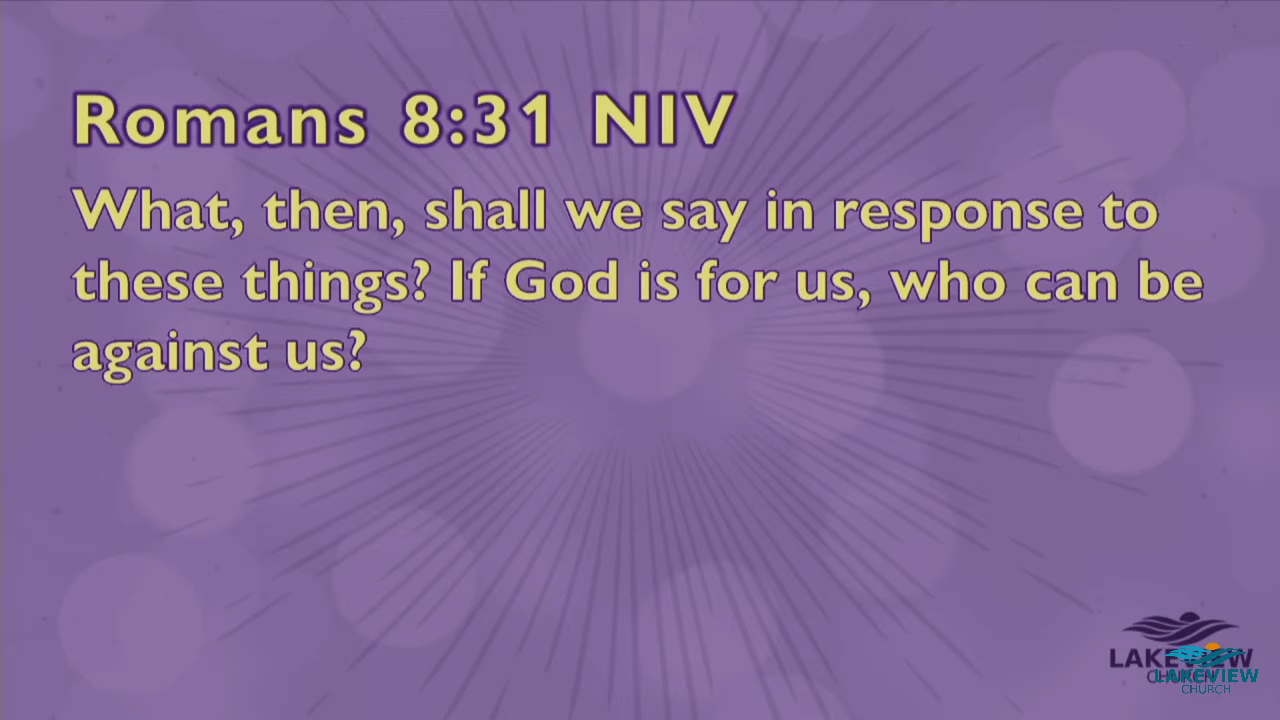 Romans 8:31 NIV
What, then, shall we say in response to
these things? If God is for us, who can be
against us?
LAKEVIEW
CHURCH
LAKEVIEW
CHURCH